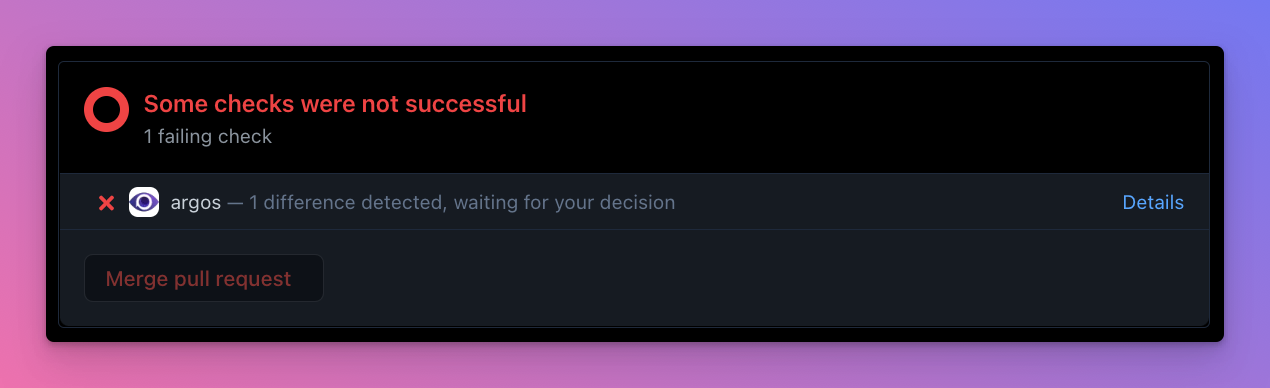 Some checks were not successful
1 failing check
argos — 1 difference detected, waiting for your decision Details
Merge pull request